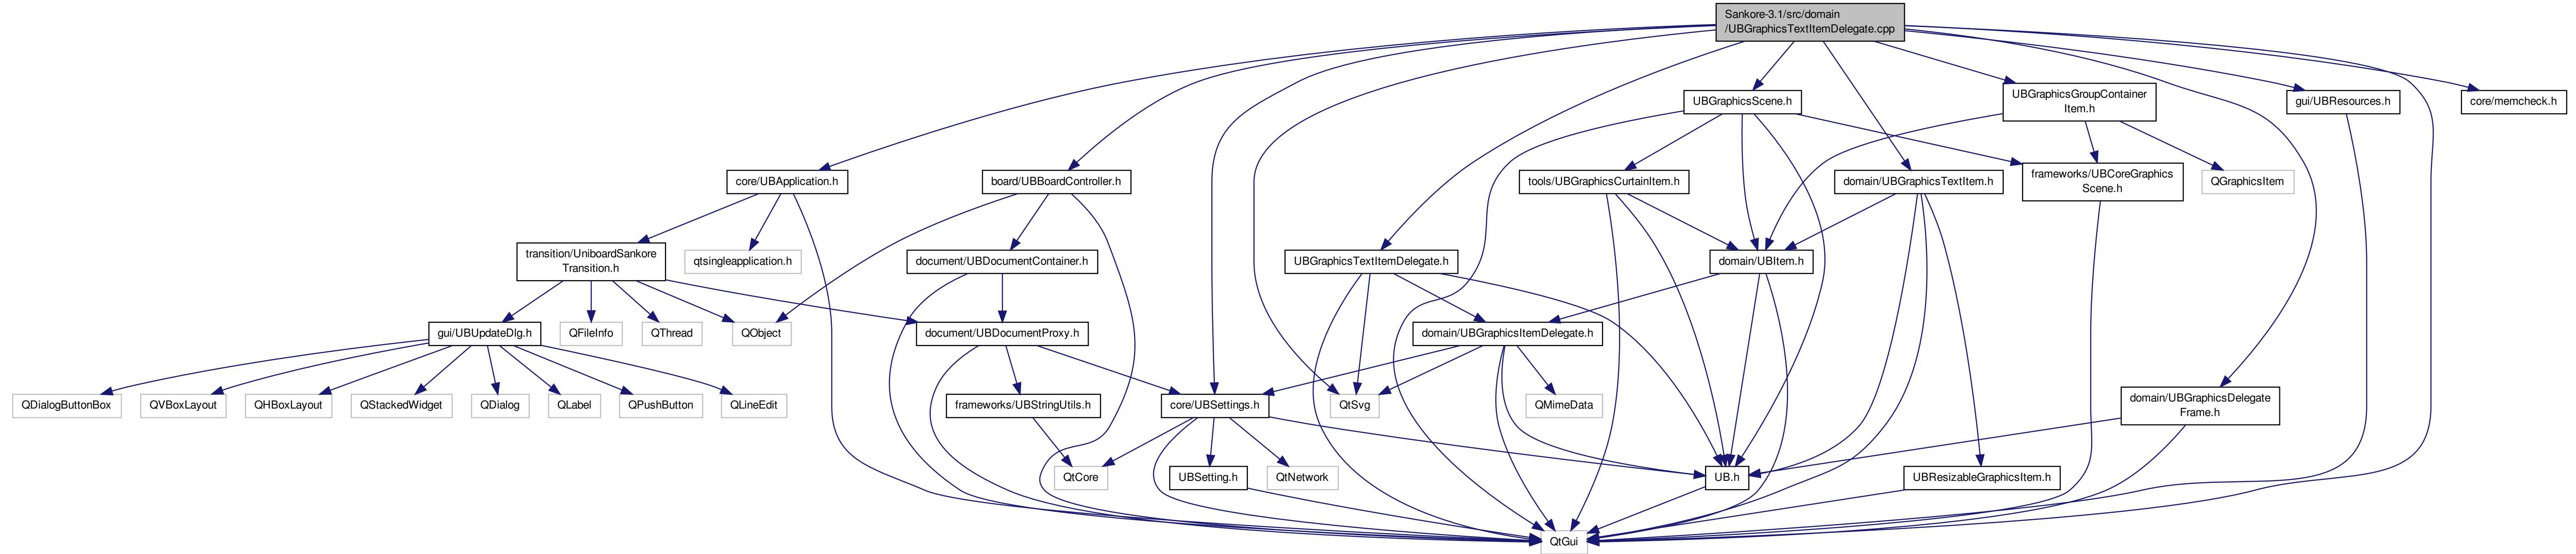 Sankore-3.1/src/domain
/UBGraphicsTextItemDelegate.cpp
UBGraphicsScene.h
UBGraphicsGroupContainer
Item.h
gui/UBResources.h
core/memcheck.h
core/UBApplication.h
board/UBBoardController.h
tools/UBGraphicsCurtainItem.h
domain/UBGraphicsTextItem.h
frameworks/UBCoreGraphics
Scene.h
QGraphicsItem
transition/UniboardSankore
Transition.h
qtsingleapplication.h
document/UBDocumentContainer.h
UBGraphicsTextItemDelegate.h
domain/UBItem.h
gui/UBUpdateDlg.h
QFileInfo
QThread
QObject
document/UBDocumentProxy.h
domain/UBGraphicsItemDelegate.h
QDialogButtonBox
QVBoxLayout
QHBoxLayout
QStackedWidget
QDialog
QLabel
QPushButton
QLineEdit
frameworks/UBStringUtils.h
core/UBSettings.h
QtSvg
QMimeData
domain/UBGraphicsDelegate
Frame.h
QtCore
UBSetting.h
QtNetwork
UB.h
UBResizableGraphicsItem.h
QtGui